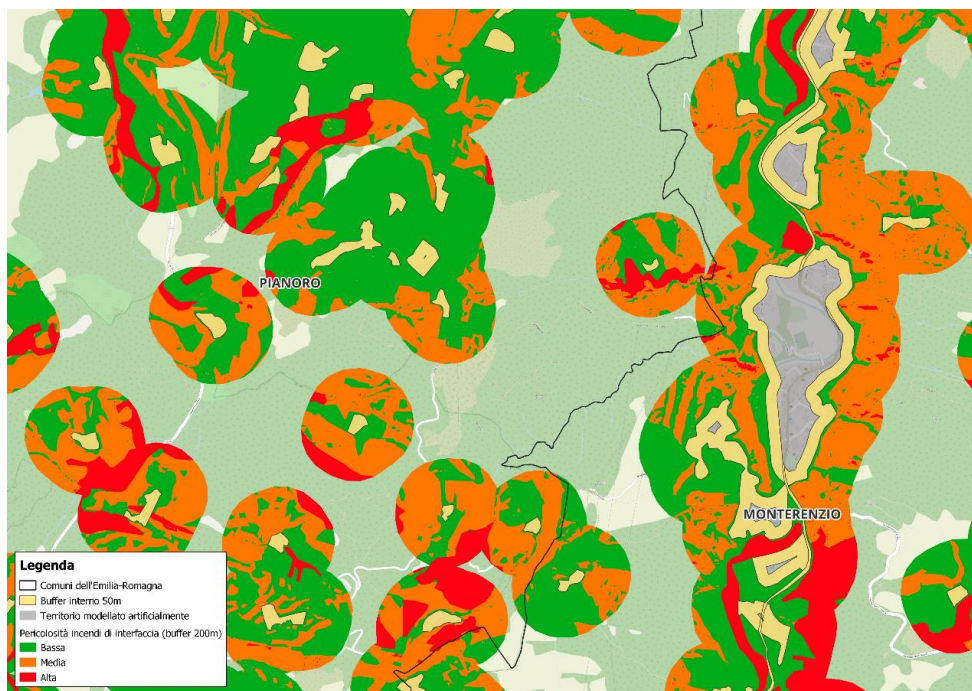 PIANORO
MONTERENZIO
Legenda
Comuni dell'Emilia-Romagna
Buffer interno 50m
Territorio modellato artificialmente
Pericolosità incendi di interfaccia (buffer 200m)
Bassa
Media
Alta